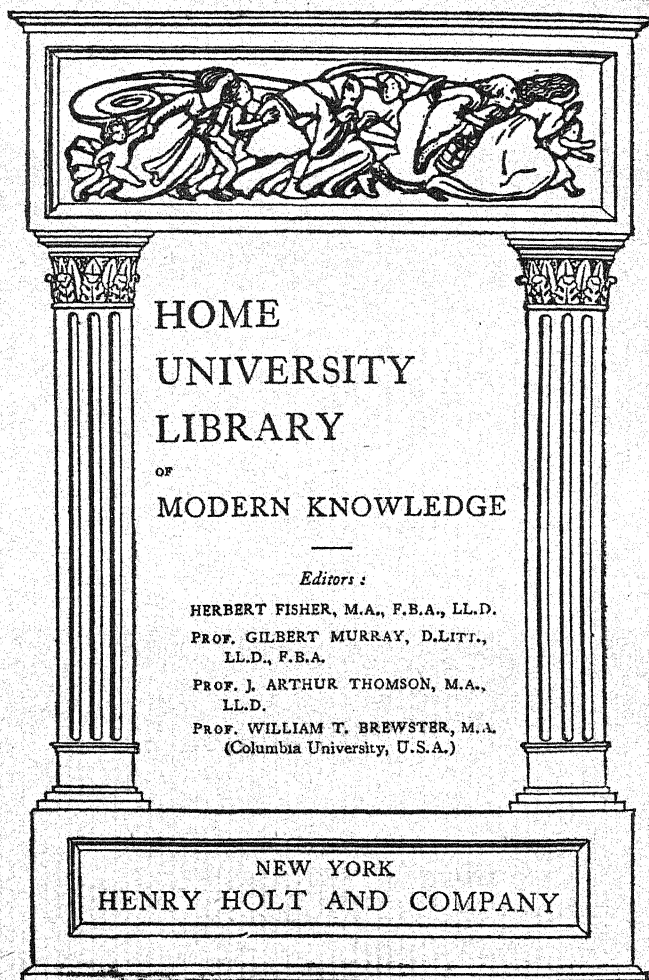 HOME
UNIVERSITY
LIBRARY
OF
MODERN KNOWLEDGE
Editors :
HERBERT FISHER, M.A., F.B.A., LL.D.
PROF. GILBERT MURRAY, D.LITT.,
LL.D., F.B.A.
PROF. J. ARTHUR THOMSON, M.A.,
LL.D.
PROF. WILLIAM T. BREWSTER, M.A.
(Columbia University, U.S.A.)
NEW YORK
HENRY HOLT AND COMPANY